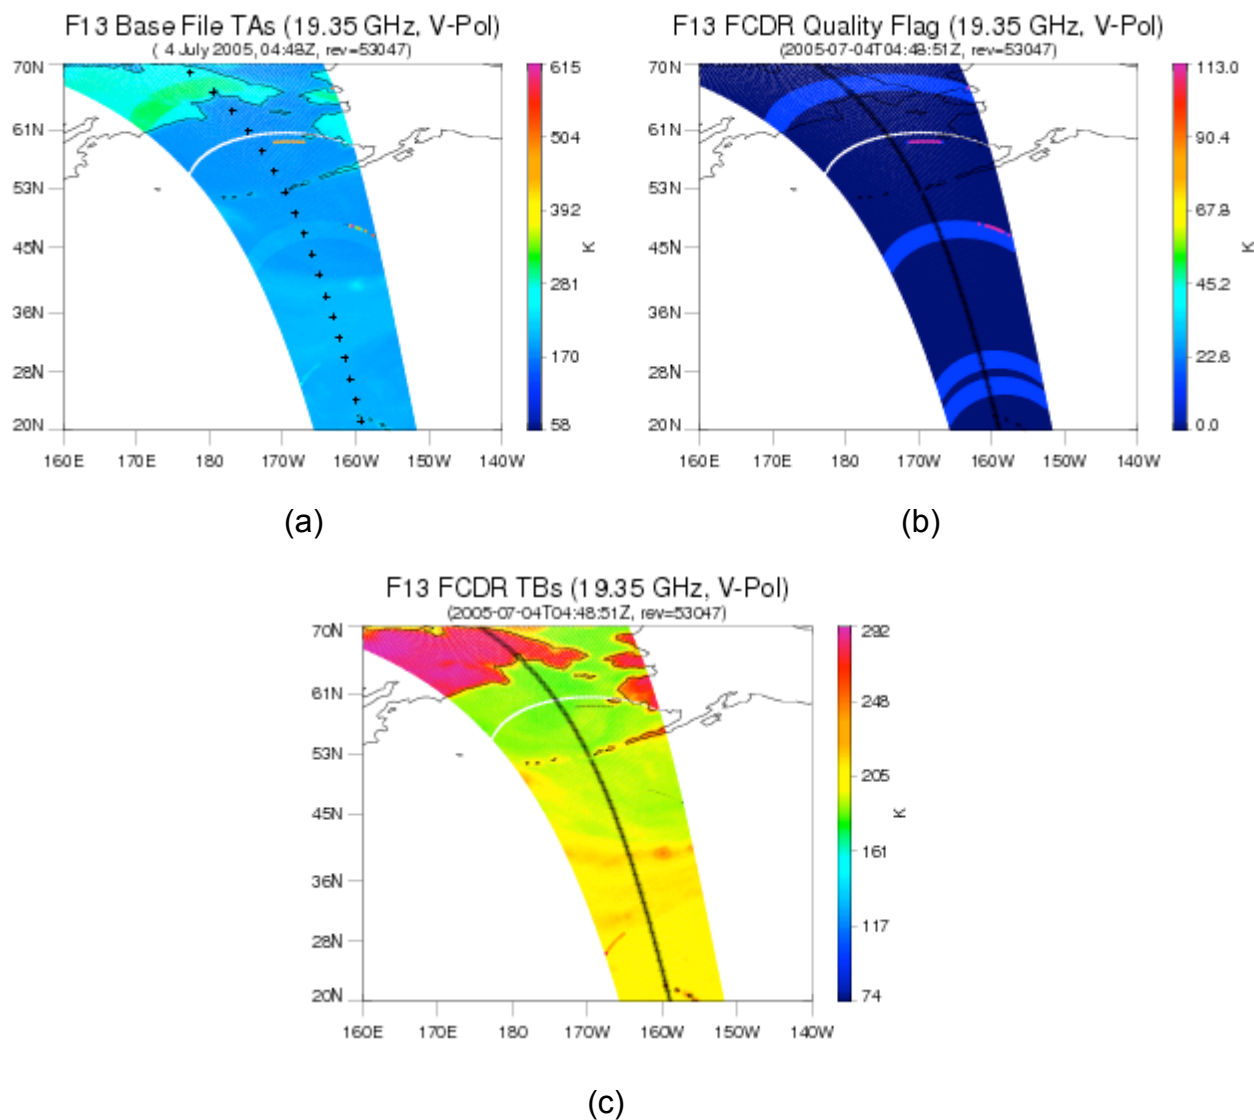 F13 Base File TAs (19.35 GHz, V-Pol)
( 4 July 2005, 04:48Z, rev=53047)
70N
61N
53N
45N
36N
28N
20N
160E
170E
180
170W
160W
150W
140W
615
504
392
281
170
58
K
(a)
F13 FCDR Quality Flag (19.35 GHz, V-Pol)
(2005-07-04T04:48:51Z, rev=53047)
70N
61N
53N
45N
36N
28N
20N
160E
170E
180
170W
160W
150W
140W
113.0
90.4
67.8
45.2
22.6
0.0
K
(b)
F13 FCDR TBs (19.35 GHz, V-Pol)
(2005-07-04T04:48:51Z, rev=53047)
70N
61N
53N
45N
36N
28N
20N
160E
170E
180
170W
160W
150W
140W
292
248
205
161
117
74
K
(c)